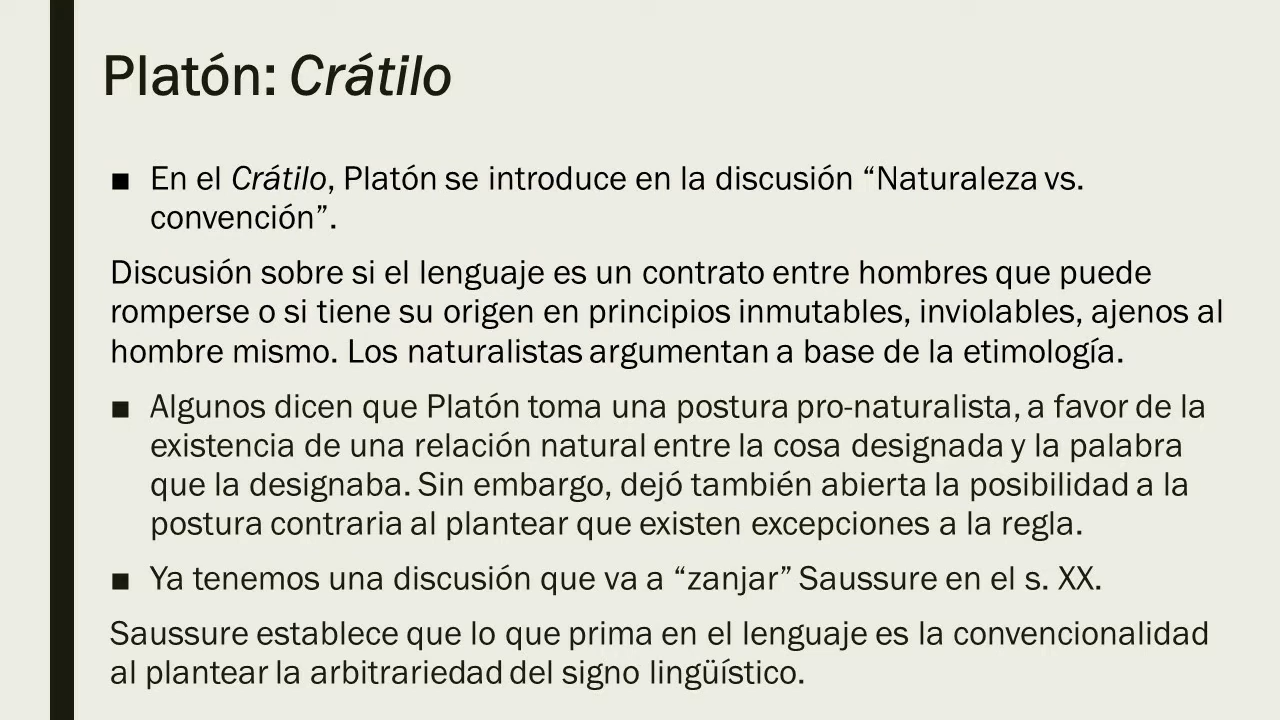 Platón: Crátilo
■ En el Crátilo, Platón se introduce en la discusión “Naturaleza vs.
convención”.
Discusión sobre si el lenguaje es un contrato entre hombres que puede
romperse o si tiene su origen en principios inmutables, inviolables, ajenos al
hombre mismo. Los naturalistas argumentan a base de la etimología.
■ Algunos dicen que Platón toma una postura pro-naturalista, a favor de la
existencia de una relación natural entre la cosa designada y la palabra
que la designaba. Sin embargo, dejó también abierta la posibilidad a la
postura contraria al plantear que existen excepciones a la regla.
■ Ya tenemos una discusión que va a “zanjar” Saussure en el s. XX.
Saussure establece que lo que prima en el lenguaje es la convencionalidad
al plantear la arbitrariedad del signo lingüístico.